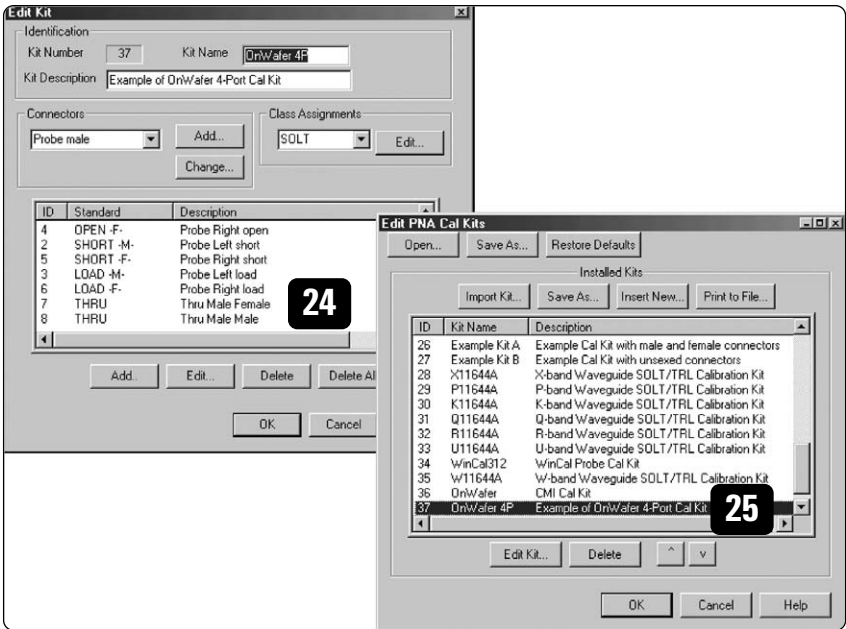 Edit Kit
Identification
Kit Number 37 Kit Name OnWafer 4P
Kit Description Example of OnWafer 4-Port Cal Kit
Connectors
Probe male Add...
Change...
Class Assignments
SOLT Edit...
ID Standard Description
4 OPEN -F- Probe Right open
2 SHORT -M- Probe Left short
5 SHORT -F- Probe Right short
3 LOAD -M- Probe Left load
6 LOAD -F- Probe Right load
7 THRU Thru Male Female
8 THRU Thru Male Male
24
Add.. Edit... Delete Delete All
OK Cancel
Edit PNA Cal Kits
Open... Save As... Restore Defaults
Installed Kits
Import Kit... Save As... Insert New... Print to File...
ID Kit Name Description
26 Example Kit A Example Cal Kit with male and female connectors
27 Example Kit B Example Cal Kit with unsexed connectors
28 X11644A X-band Waveguide SOLT/TRL Calibration Kit
29 P11644A P-band Waveguide SOLT/TRL Calibration Kit
30 K11644A K-band Waveguide SOLT/TRL Calibration Kit
31 Q11644A Q-band Waveguide SOLT/TRL Calibration Kit
32 R11644A R-band Waveguide SOLT/TRL Calibration Kit
33 U11644A U-band Waveguide SOLT/TRL Calibration Kit
34 WinCal312 WinCal Probe Cal Kit
35 W11644A W-band Waveguide SOLT/TRL Calibration Kit
36 OnWafer CMI Cal Kit
37 OnWafer 4P Example of OnWafer 4-Port Cal Kit
25
Edit Kit... Delete ^ v
OK Cancel Help